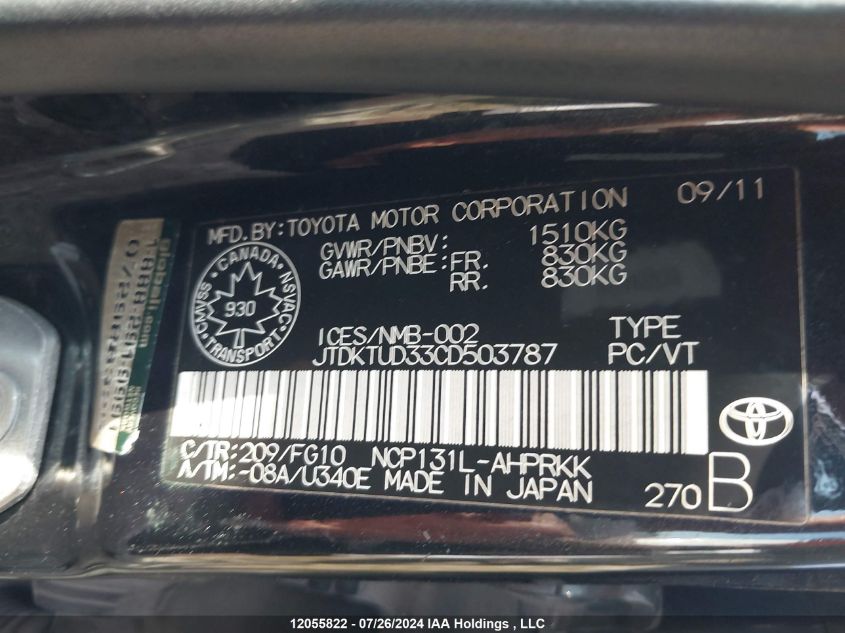 MFD.BY:TOYOTA MOTOR CORPORATION 09/11
GVWR/PNBV: 1510KG
GAWR/PNBE:FR. 830KG
RR. 830KG
CANADA
CMVSS NSVAC
930
TRANSPORT
ICES/NMB-002 TYPE
JTDKTUD33CD503787 PC/VT
C/TR:209/FG10 NCP131L-AHPRKK
A/TM:-08A/U340E MADE IN JAPAN
270 B
12055822 - 07/26/2024 IAA Holdings , LLC